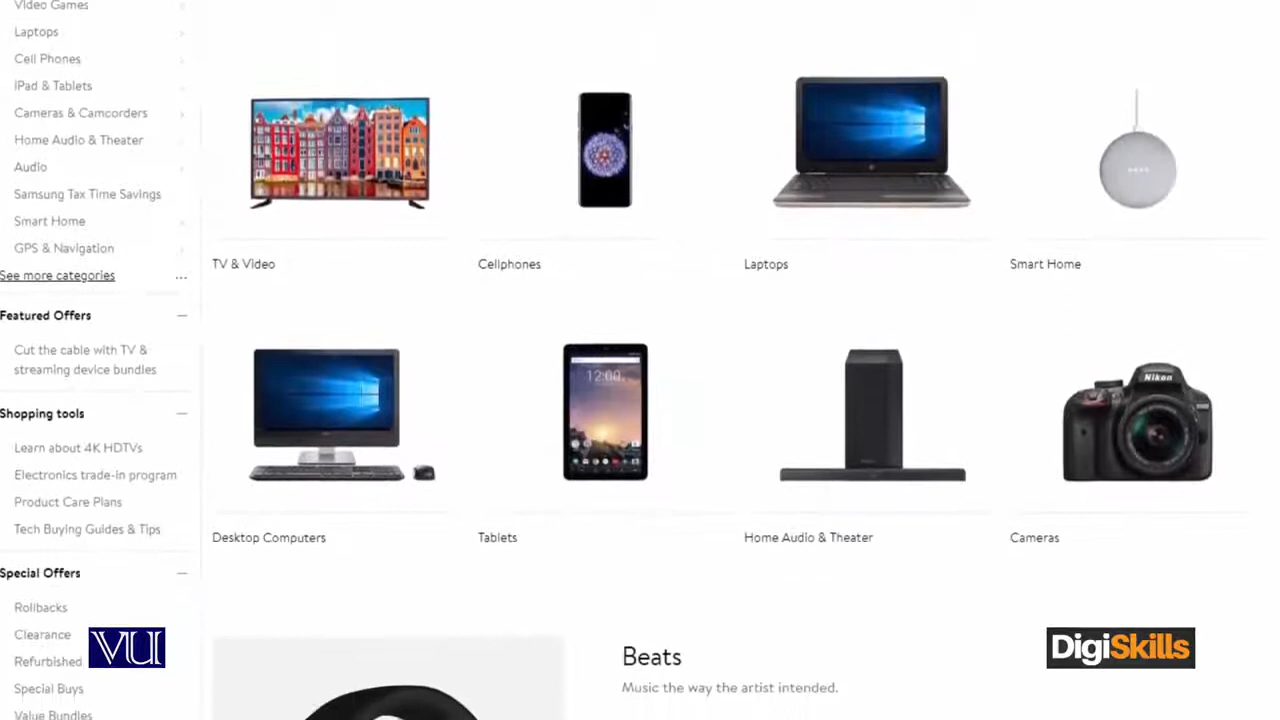 Video Games
Laptops
Cell Phones
iPad & Tablets
Cameras & Camcorders
Home Audio & Theater
Audio
Samsung Tax Time Savings
Smart Home
GPS & Navigation
See more categories ...
Featured Offers
Cut the cable with TV &
streaming device bundles
Shopping tools
Learn about 4K HDTVs
Electronics trade-in program
Product Care Plans
Tech Buying Guides & Tips
Special Offers
Rollbacks
Clearance
Refurbished
Special Buys
Value Bundles
TV & Video
Cellphones
Laptops
Smart Home
12:00
Nikon
Desktop Computers
Tablets
Home Audio & Theater
Cameras
Beats
Music the way the artist intended.
VU
DigiSkills